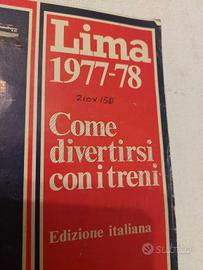 Lima
1977-78
210x150
Come
divertirsi
con i treni
Edizione italiana
subito